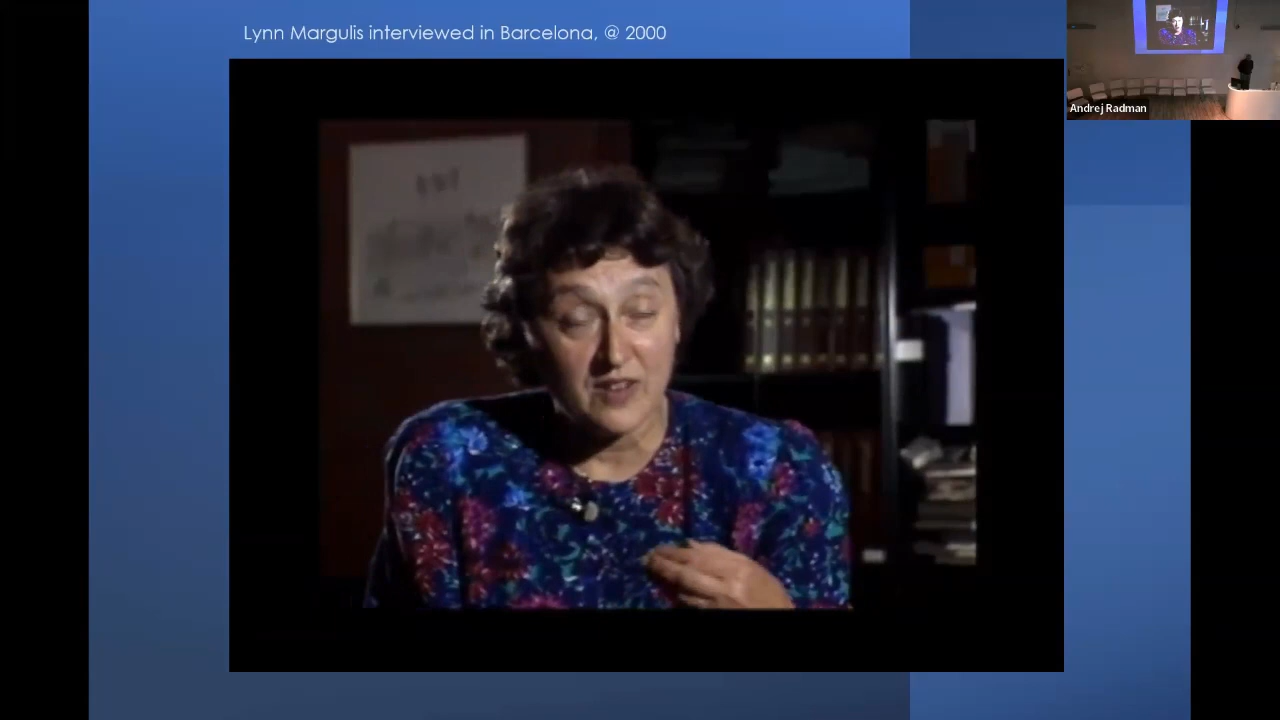 Lynn Margulis interviewed in Barcelona, @ 2000
Andrej Radman